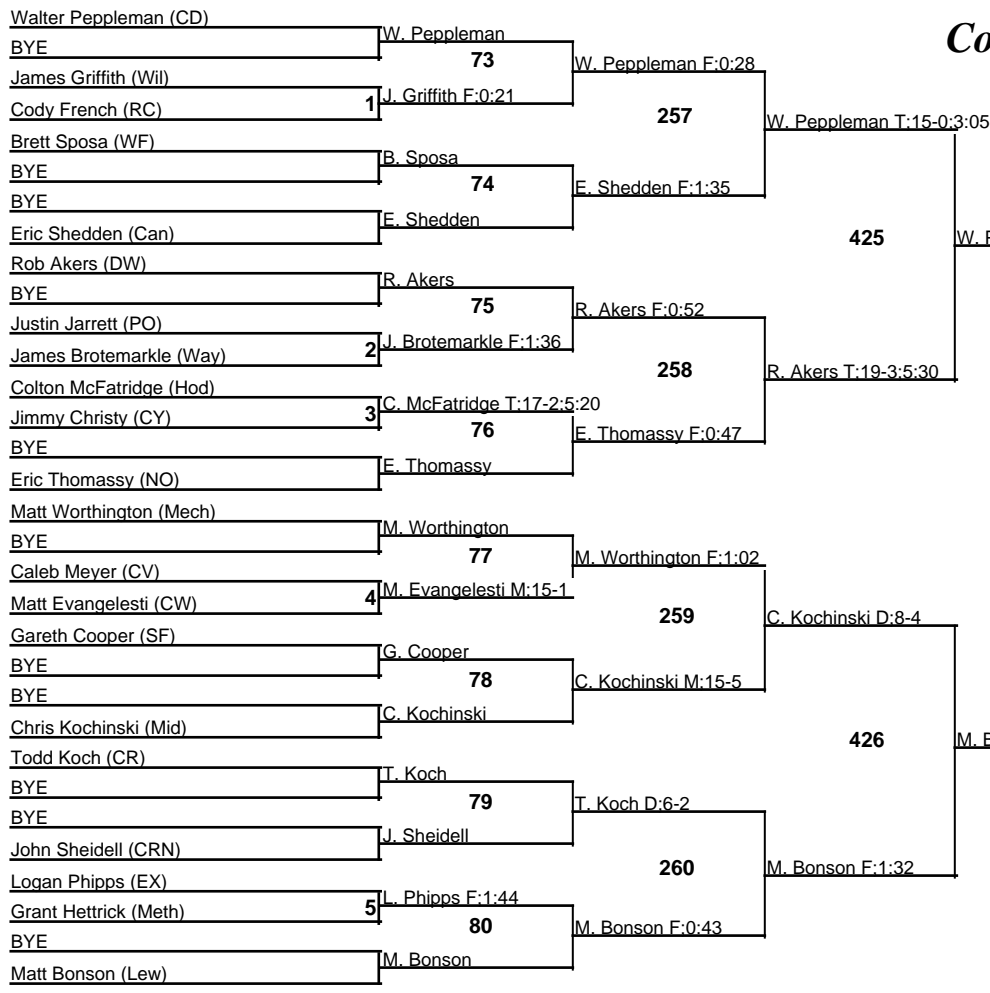 Walter Peppleman (CD)
BYE
James Griffith (Wil)
Cody French (RC)
Brett Sposa (WF)
BYE
BYE
Eric Shedden (Can)
Rob Akers (DW)
BYE
Justin Jarrett (PO)
James Brotemarkle (Way)
Colton McFatridge (Hod)
Jimmy Christy (CY)
BYE
Eric Thomassy (NO)
Matt Worthington (Mech)
BYE
Caleb Meyer (CV)
Matt Evangelesti (CW)
Gareth Cooper (SF)
BYE
BYE
Chris Kochinski (Mid)
Todd Koch (CR)
BYE
BYE
John Sheidell (CRN)
Logan Phipps (EX)
Grant Hettrick (Meth)
BYE
Matt Bonson (Lew)
1
2
3
4
5
W. Peppleman
73
J. Griffith F:0:21
B. Sposa
74
E. Shedden
R. Akers
75
J. Brotemarkle F:1:36
C. McFatridge T:17-2:5:20
76
E. Thomassy
M. Worthington
77
M. Evangelesti M:15-1
G. Cooper
78
C. Kochinski
T. Koch
79
J. Sheidell
L. Phipps F:1:44
80
M. Bonson
W. Peppleman F:0:28
257
E. Shedden F:1:35
R. Akers F:0:52
258
E. Thomassy F:0:47
M. Worthington F:1:02
259
C. Kochinski M:15-5
T. Koch D:6-2
260
M. Bonson F:0:43
W. Peppleman T:15-0:3:05
425
R. Akers T:19-3:5:30
C. Kochinski D:8-4
426
M. Bonson F:1:32
Co
W.
M.